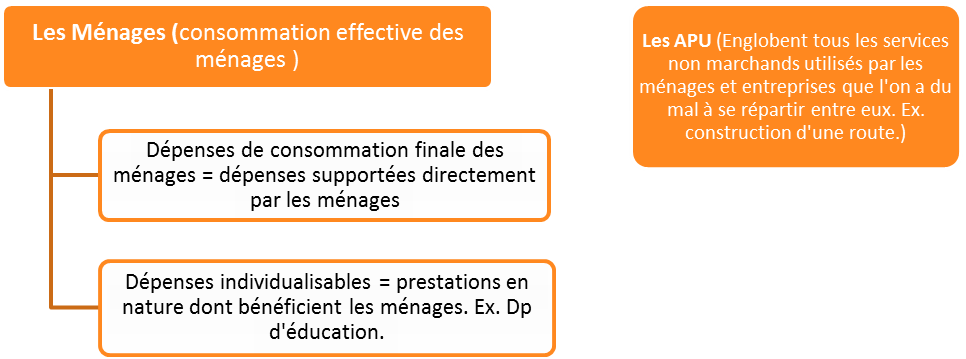 Les Ménages (consommation effective des
ménages )
Dépenses de consommation finale des
ménages = dépenses supportées directement
par les ménages
Dépenses individualisables = prestations en
nature dont bénéficient les ménages. Ex. Dp
d'éducation.
Les APU (Englobent tous les services
non marchands utilisés par les
ménages et entreprises que l'on a du
mal à se répartir entre eux. Ex.
construction d'une route.)